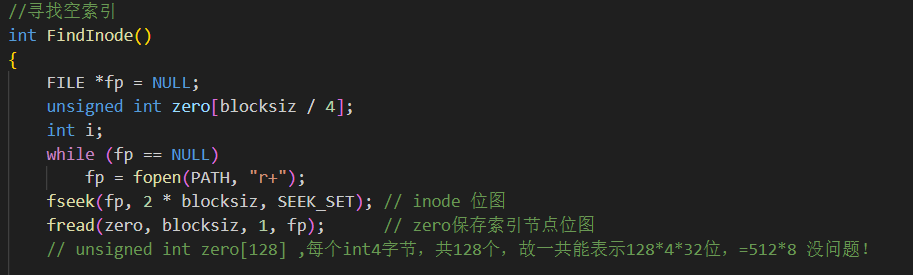 //寻找空索引
int FindInode()
{
    FILE *fp = NULL;
    unsigned int zero[blocksiz / 4];
    int i;
    while (fp == NULL)
        fp = fopen(PATH, "r+");
    fseek(fp, 2 * blocksiz, SEEK_SET); // inode 位图
    fread(zero, blocksiz, 1, fp);      // zero保存索引节点位图
    // unsigned int zero[128] ,每个int4字节，共128个，故一共能表示128*4*32位，=512*8 没问题！